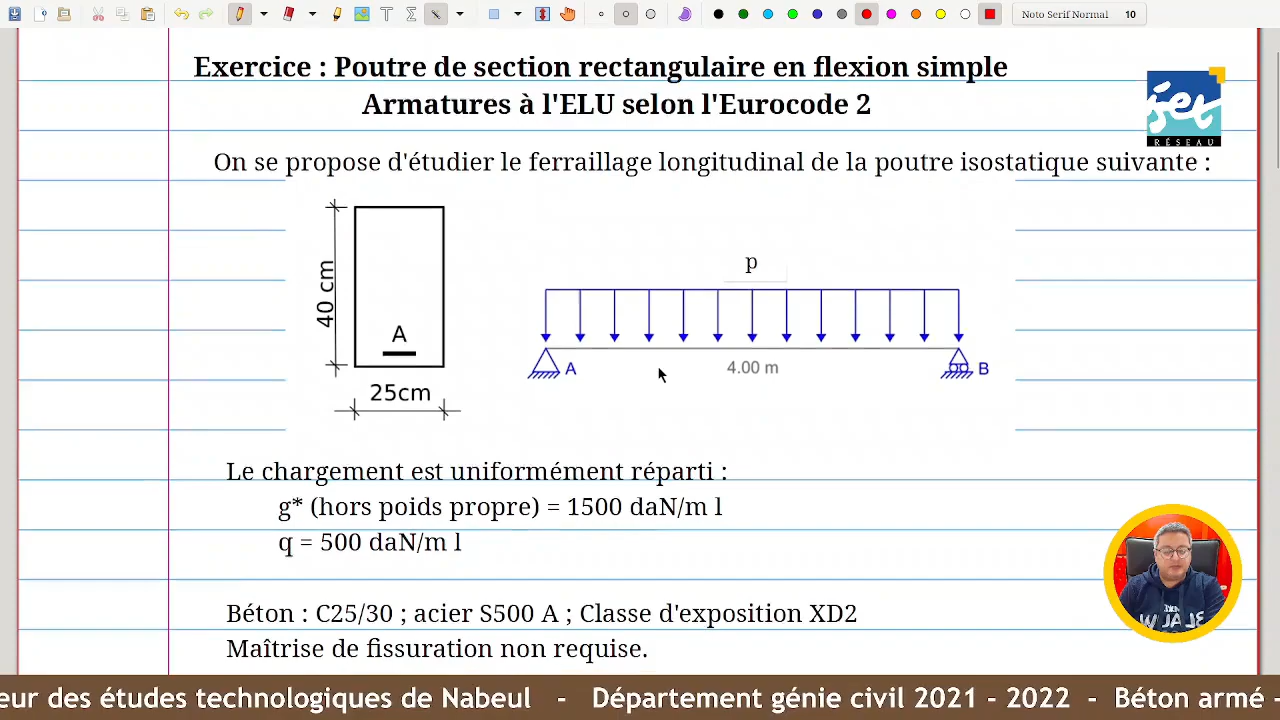 Noto Serif Normal 10
Exercice : Poutre de section rectangulaire en flexion simple
Armatures à l'ELU selon l'Eurocode 2
iset
RÉSEAU
On se propose d'étudier le ferraillage longitudinal de la poutre isostatique suivante :
40 cm
A
25cm
p
A
4.00 m
B
Le chargement est uniformément réparti :
g* (hors poids propre) = 1500 daN/m l
q = 500 daN/m l
Béton : C25/30 ; acier S500 A ; Classe d'exposition XD2
Maîtrise de fissuration non requise.
eur des études technologiques de Nabeul - Département génie civil 2021 - 2022 - Béton armé -